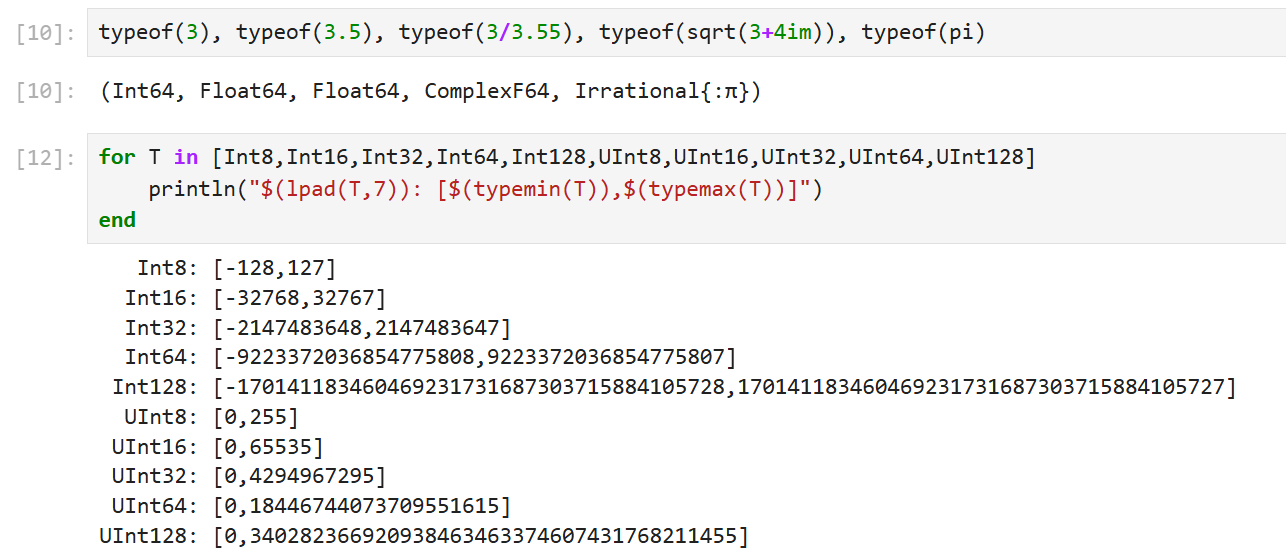 [10]: typeof(3), typeof(3.5), typeof(3/3.55), typeof(sqrt(3+4im)), typeof(pi)
[10]: (Int64, Float64, Float64, ComplexF64, Irrational{:π})
[12]: for T in [Int8,Int16,Int32,Int64,Int128,UInt8,UInt16,UInt32,UInt64,UInt128]
    println("$(lpad(T,7)): [$(typemin(T)),$(typemax(T))]")
end
   Int8: [-128,127]
  Int16: [-32768,32767]
  Int32: [-2147483648,2147483647]
  Int64: [-9223372036854775808,9223372036854775807]
 Int128: [-170141183460469231731687303715884105728,170141183460469231731687303715884105727]
  UInt8: [0,255]
 UInt16: [0,65535]
 UInt32: [0,4294967295]
 UInt64: [0,18446744073709551615]
UInt128: [0,340282366920938463463374607431768211455]